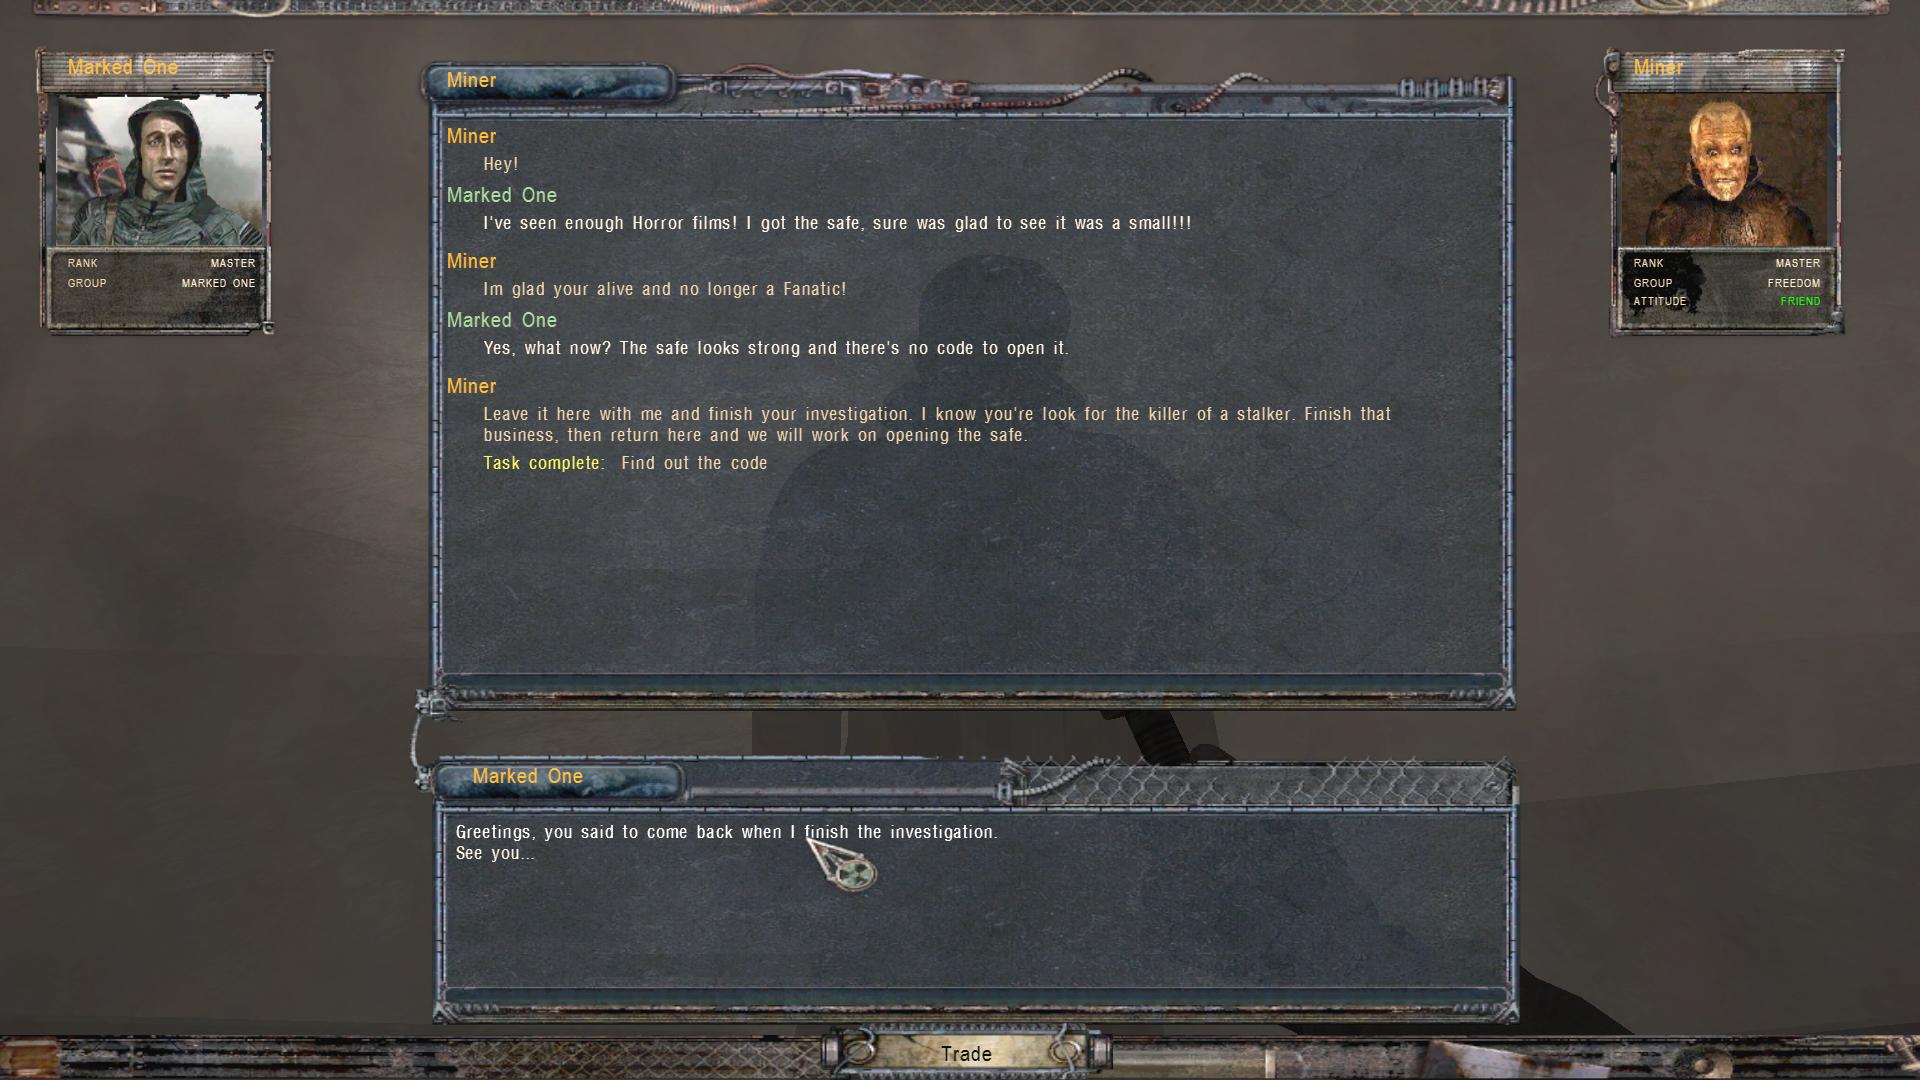 Marked One
RANK MASTER
GROUP MARKED ONE
Miner
Miner
Hey!
Marked One
I've seen enough Horror films! I got the safe, sure was glad to see it was a small!!!
Miner
Im glad your alive and no longer a Fanatic!
Marked One
Yes, what now? The safe looks strong and there's no code to open it.
Miner
Leave it here with me and finish your investigation. I know you're look for the killer of a stalker. Finish that
business, then return here and we will work on opening the safe.
Task complete: Find out the code
Miner
RANK MASTER
GROUP FREEDOM
ATTITUDE FRIEND
Marked One
Greetings, you said to come back when I finish the investigation.
See you...
Trade